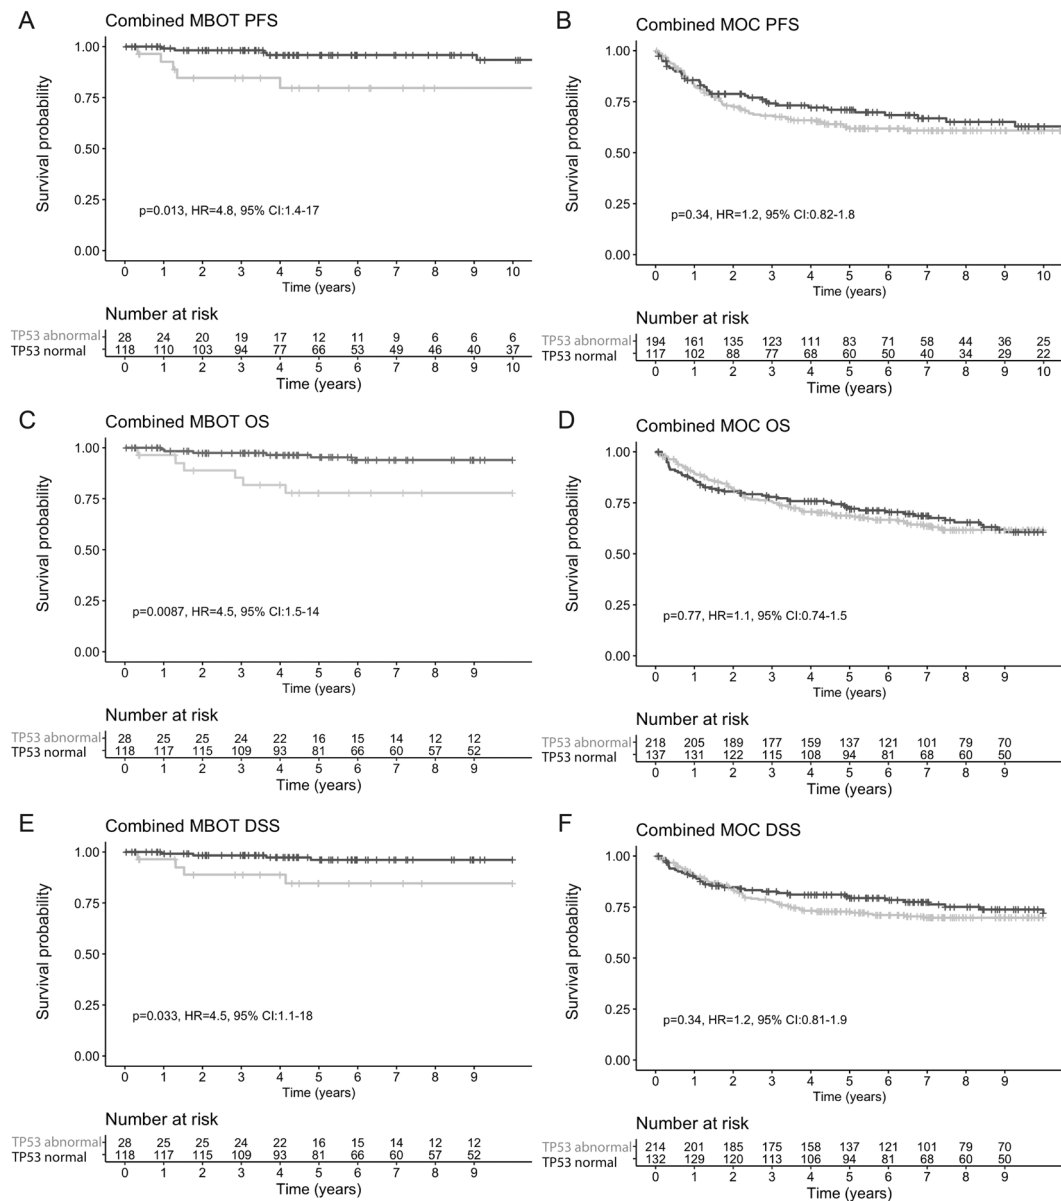 A
Combined MBOT PFS
Survival probability
1.00
0.75
0.50
0.25
0.00
p=0.013, HR=4.8, 95% CI:1.4-17
0 1 2 3 4 5 6 7 8 9 10
Time (years)
Number at risk
TP53 abnormal 28 24 20 19 17 12 11 9 6 6 6
TP53 normal 118 110 103 94 77 66 53 49 46 40 37
0 1 2 3 4 5 6 7 8 9 10
Time (years)
B
Combined MOC PFS
Survival probability
1.00
0.75
0.50
0.25
0.00
p=0.34, HR=1.2, 95% CI:0.82-1.8
0 1 2 3 4 5 6 7 8 9 10
Time (years)
Number at risk
TP53 abnormal 194 161 135 123 111 83 71 58 44 36 25
TP53 normal 117 102 88 77 68 60 50 40 34 29 22
0 1 2 3 4 5 6 7 8 9 10
Time (years)
C
Combined MBOT OS
Survival probability
1.00
0.75
0.50
0.25
0.00
p=0.0087, HR=4.5, 95% CI:1.5-14
0 1 2 3 4 5 6 7 8 9
Time (years)
Number at risk
TP53 abnormal 28 25 25 24 22 16 15 14 12 12
TP53 normal 118 117 115 109 93 81 66 60 57 52
0 1 2 3 4 5 6 7 8 9
Time (years)
D
Combined MOC OS
Survival probability
1.00
0.75
0.50
0.25
0.00
p=0.77, HR=1.1, 95% CI:0.74-1.5
0 1 2 3 4 5 6 7 8 9
Time (years)
Number at risk
TP53 abnormal 218 205 189 177 159 137 121 101 79 70
TP53 normal 137 131 122 115 108 94 81 68 60 50
0 1 2 3 4 5 6 7 8 9
Time (years)
E
Combined MBOT DSS
Survival probability
1.00
0.75
0.50
0.25
0.00
p=0.033, HR=4.5, 95% CI:1.1-18
0 1 2 3 4 5 6 7 8 9
Time (years)
Number at risk
TP53 abnormal 28 25 25 24 22 16 15 14 12 12
TP53 normal 118 117 115 109 93 81 66 60 57 52
0 1 2 3 4 5 6 7 8 9
Time (years)
F
Combined MOC DSS
Survival probability
1.00
0.75
0.50
0.25
0.00
p=0.34, HR=1.2, 95% CI:0.81-1.9
0 1 2 3 4 5 6 7 8 9
Time (years)
Number at risk
TP53 abnormal 214 201 185 175 158 137 121 101 79 70
TP53 normal 132 129 120 113 106 94 81 68 60 50
0 1 2 3 4 5 6 7 8 9
Time (years)